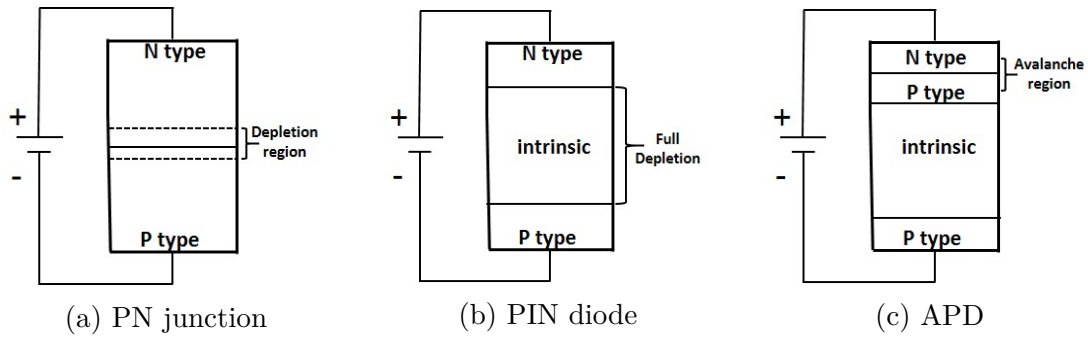 N type
+
-
Depletion
region
P type
(a) PN junction
N type
+
-
intrinsic
Full
Depletion
P type
(b) PIN diode
N type
P type
Avalanche
region
+
-
intrinsic
P type
(c) APD